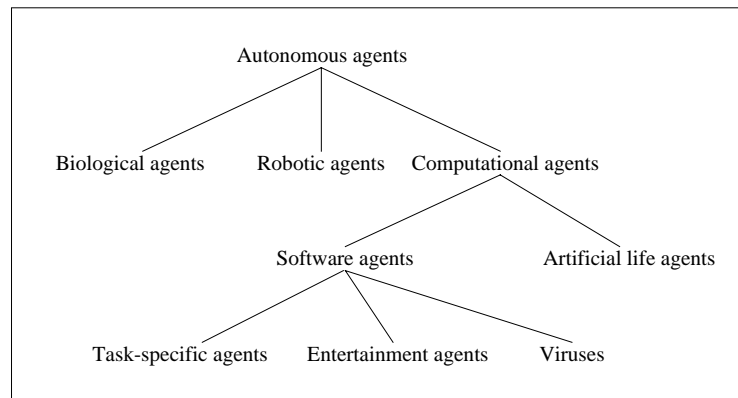 Autonomous agents
Biological agents Robotic agents Computational agents
Software agents Artificial life agents
Task-specific agents Entertainment agents Viruses